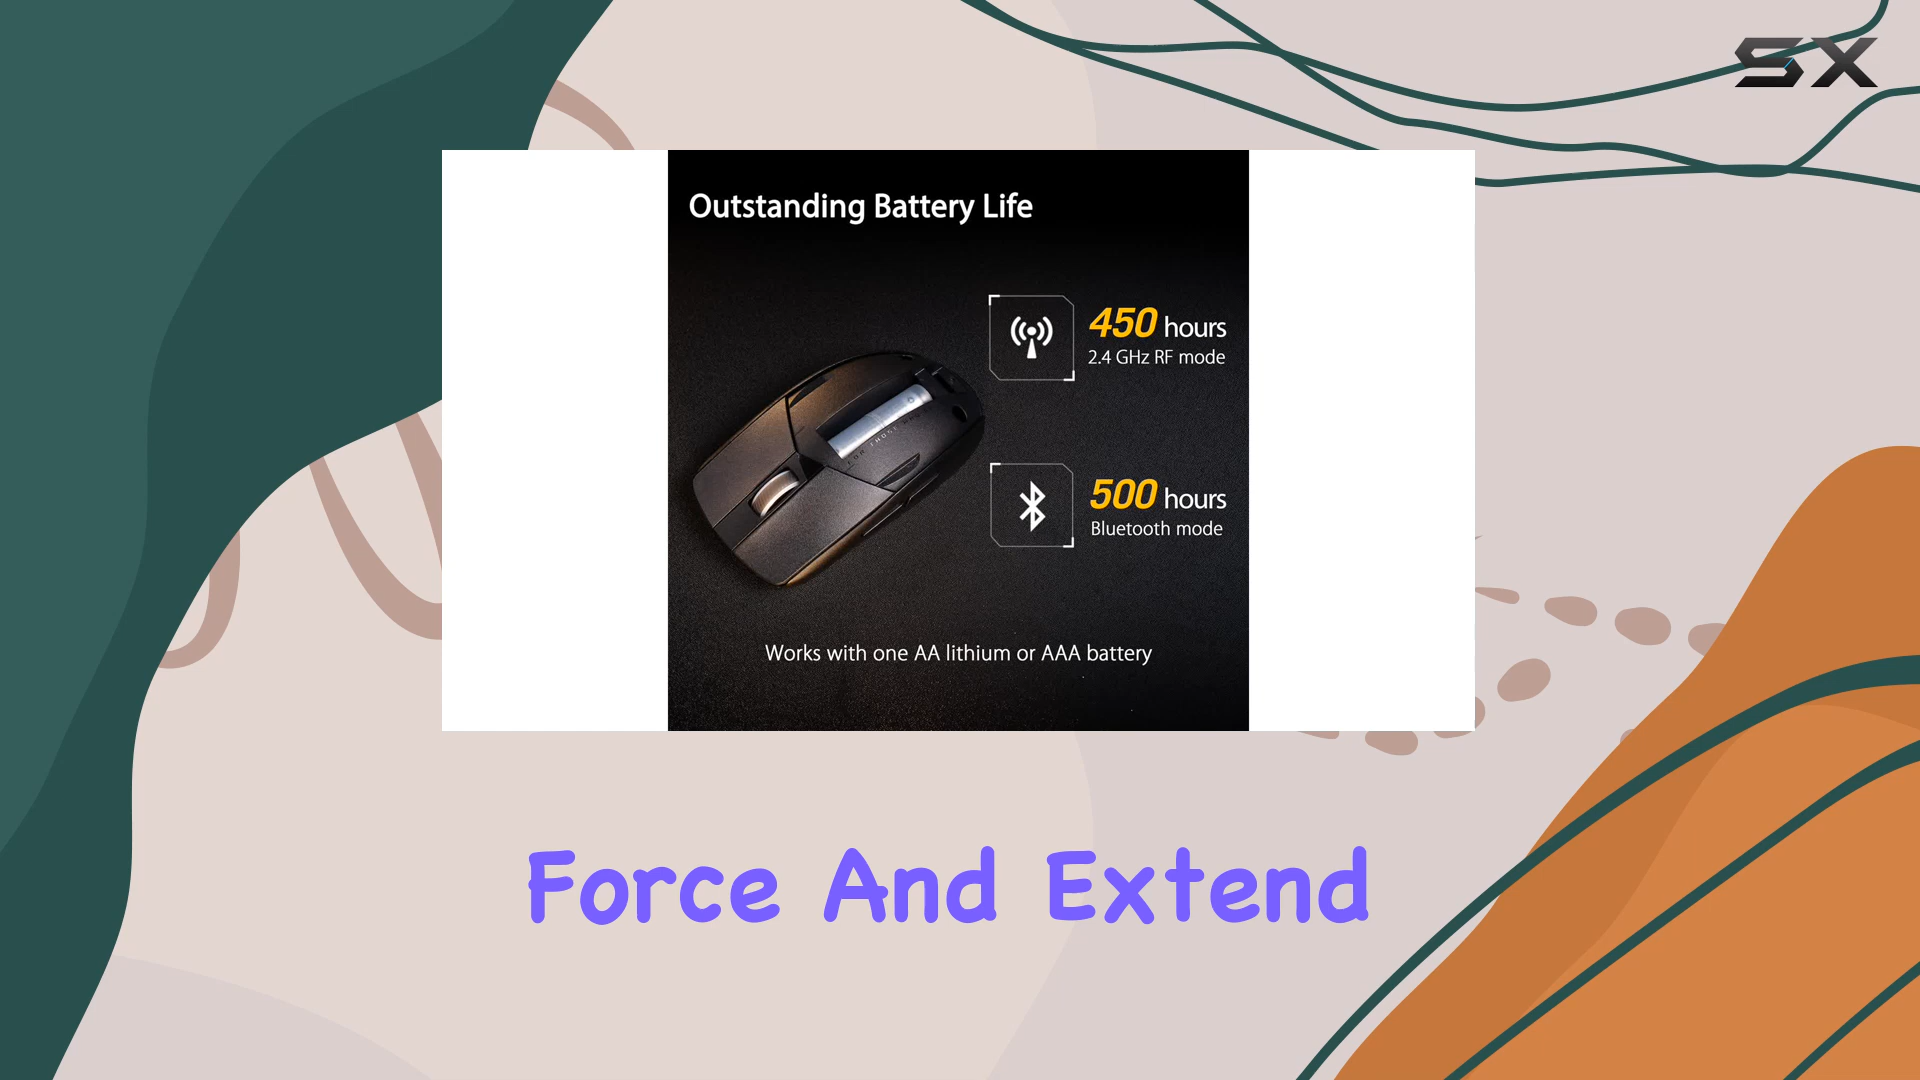 SX
Outstanding Battery Life
450 hours
2.4 GHz RF mode
500 hours
Bluetooth mode
Works with one AA lithium or AAA battery
Force And Extend